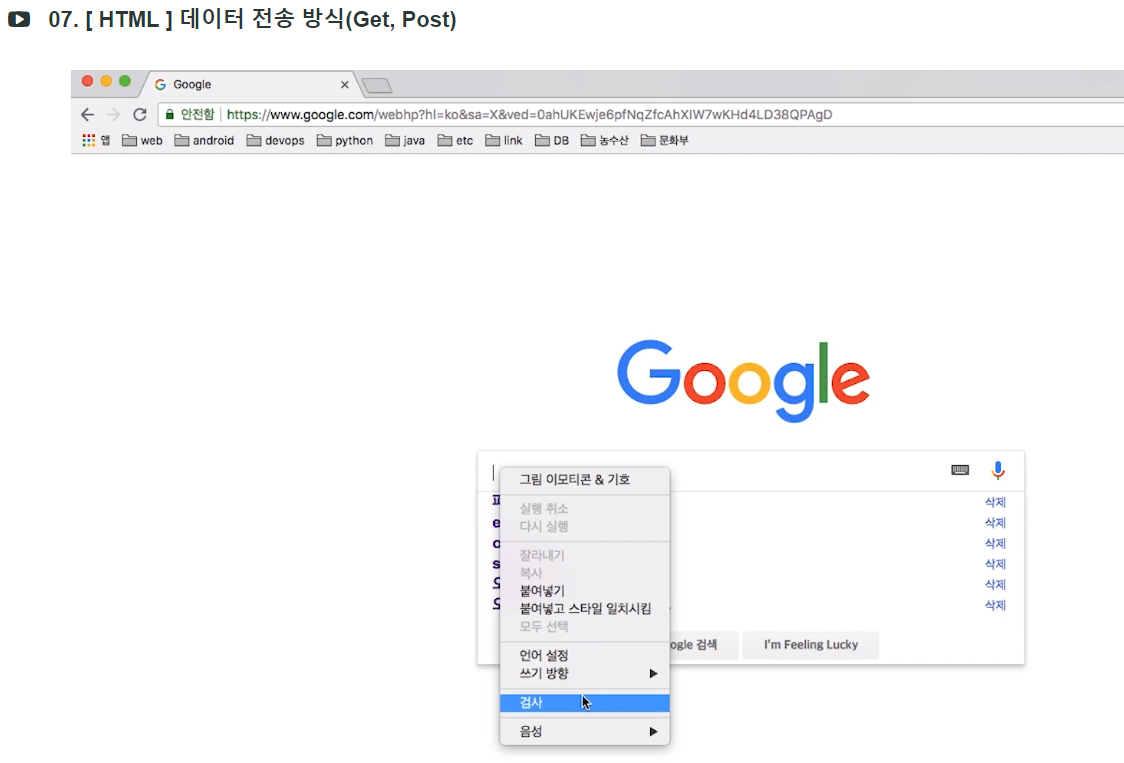 07. [ HTML ] 데이터 전송 방식(Get, Post)
Google
안전함 https://www.google.com/webhp?hl=ko&sa=X&ved=0ahUKEwje6pfNqZfcAhXIW7wKHd4LD38QPAgD
앱 web android devops python java etc link DB 농수산 문화부
Google
그림 이모티콘 & 기호
실행 취소
삭제
다시 실행
삭제
삭제
잘라내기
삭제
복사
붙여넣기
삭제
붙여넣고 스타일 일치시킴
삭제
모두 선택
검색
I'm Feeling Lucky
언어 설정
쓰기 방향
검사
음성